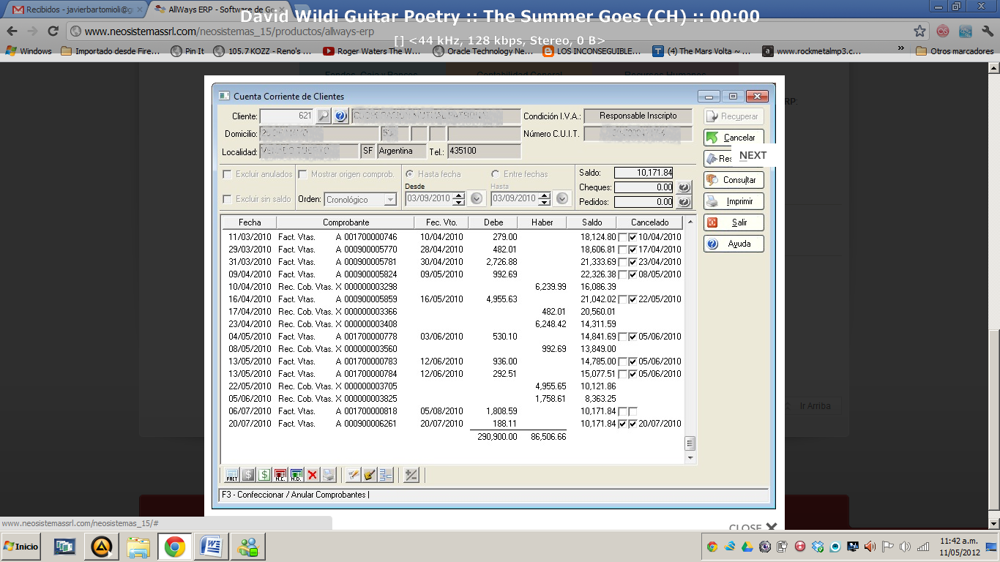 David Wildi Guitar Poetry :: The Summer Goes (CH) :: 00:00
[] <44 kHz, 128 kbps, Stereo, 0 B>
Recibidos - javierbartomioli@g
AllWays ERP - Software de Ge
www.neosistemassrl.com/neosistemas_15/productos/allways-erp
Windows Importado desde Fire... Pin It 105.7 KOZZ - Reno's ... Roger Waters The W... Oracle Technology Ne... LOS INCONSEGUIBLE... (4) The Mars Volta ~ ... www.rockmetalmp3.c... » Otros marcadores
Cuenta Corriente de Clientes
Cliente: 621 Condición I.V.A.: Responsable Inscripto
Domicilio: Número C.U.I.T.
Localidad: SF Argentina Tel.: 435100
Recuperar
Cancelar
Res
NEXT
Consultar
Imprimir
Salir
Ayuda
Excluir anulados Mostrar origen comprob. Hasta fecha Entre fechas Saldo: 10,171.84
Desde Hasta Cheques: 0.00
Excluir sin saldo Orden: Cronológico 03/09/2010 03/09/2010 Pedidos: 0.00
Fecha Comprobante Fec. Vto. Debe Haber Saldo Cancelado
11/03/2010 Fact. Vtas. A 001700000746 10/04/2010 279.00 18,124.80 10/04/2010
29/03/2010 Fact. Vtas. A 000900005770 28/04/2010 482.01 18,606.81 17/04/2010
31/03/2010 Fact. Vtas. A 000900005781 30/04/2010 2,726.88 21,333.69 23/04/2010
09/04/2010 Fact. Vtas. A 000900005824 09/05/2010 992.69 22,326.38 08/05/2010
10/04/2010 Rec. Cob. Vtas. X 000000003298 6,239.99 16,086.39
16/04/2010 Fact. Vtas. A 000900005859 16/05/2010 4,955.63 21,042.02 22/05/2010
17/04/2010 Rec. Cob. Vtas. X 000000003366 482.01 20,560.01
23/04/2010 Rec. Cob. Vtas. X 000000003408 6,248.42 14,311.59
04/05/2010 Fact. Vtas. A 001700000778 03/06/2010 530.10 14,841.69 05/06/2010
08/05/2010 Rec. Cob. Vtas. X 000000003560 992.69 13,849.00
13/05/2010 Fact. Vtas. A 001700000783 12/06/2010 936.00 14,785.00 05/06/2010
13/05/2010 Fact. Vtas. A 001700000784 12/06/2010 292.51 15,077.51 05/06/2010
22/05/2010 Rec. Cob. Vtas. X 000000003705 4,955.65 10,121.86
05/06/2010 Rec. Cob. Vtas. X 000000003825 1,758.61 8,363.25
06/07/2010 Fact. Vtas. A 001700000818 05/08/2010 1,808.59 10,171.84
20/07/2010 Fact. Vtas. A 000900006261 20/07/2010 188.11 10,171.84 20/07/2010
290,900.00 86,506.66
FACT N.C. N.D.
F3 - Confeccionar / Anular Comprobantes |
Ir Arriba
www.neosistemassrl.com/neosistemas_15/#
CLOSE
Inicio
11:42 a.m.
11/05/2012